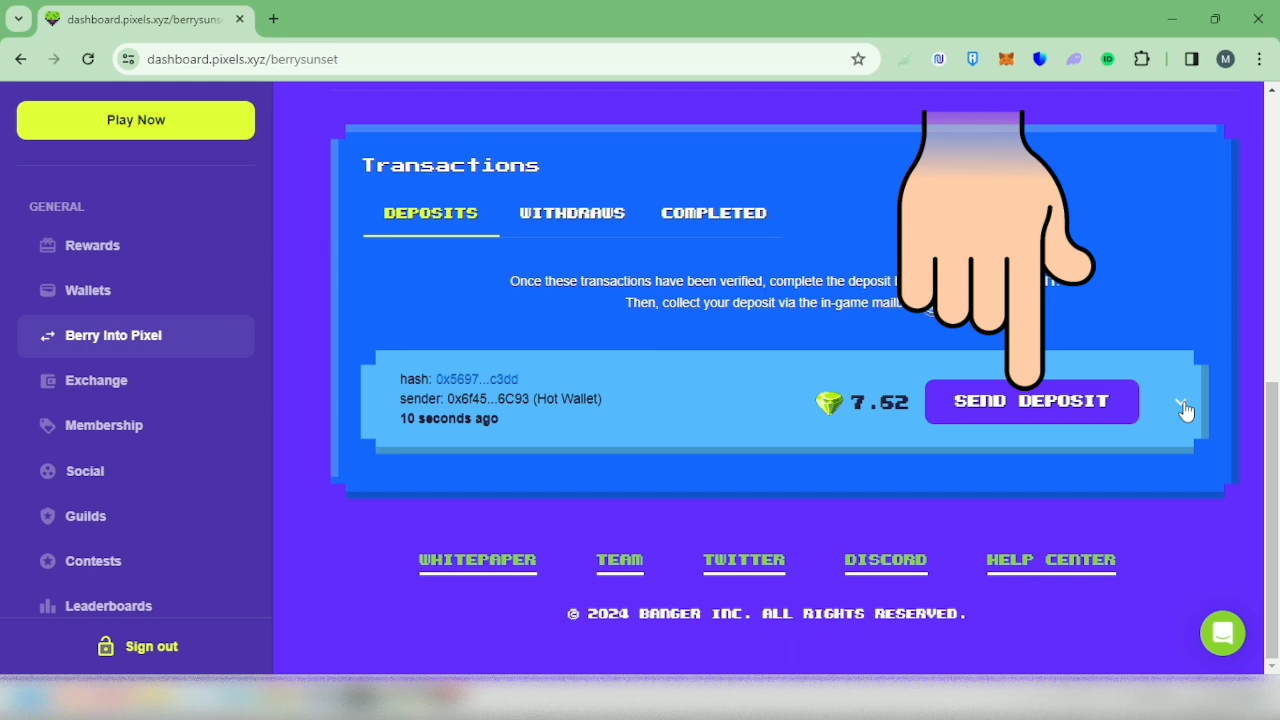 dashboard.pixels.xyz/berrysuns
dashboard.pixels.xyz/berrysunset
M
Play Now
GENERAL
Rewards
Wallets
Berry Into Pixel
Exchange
Membership
Social
Guilds
Contests
Leaderboards
Sign out
Transactions
DEPOSITS
WITHDRAWS
COMPLETED
Once these transactions have been verified, complete the deposit
Then, collect your deposit via the in-game
hash: 0x5697...c3dd
sender: 0x6f45...6C93 (Hot Wallet)
10 seconds ago
7.52
SEND DEPOSIT
WHITEPAPER
TEAM
TWITTER
DISCORD
HELP CENTER
© 2024 BANGER INC. ALL RIGHTS RESERVED.